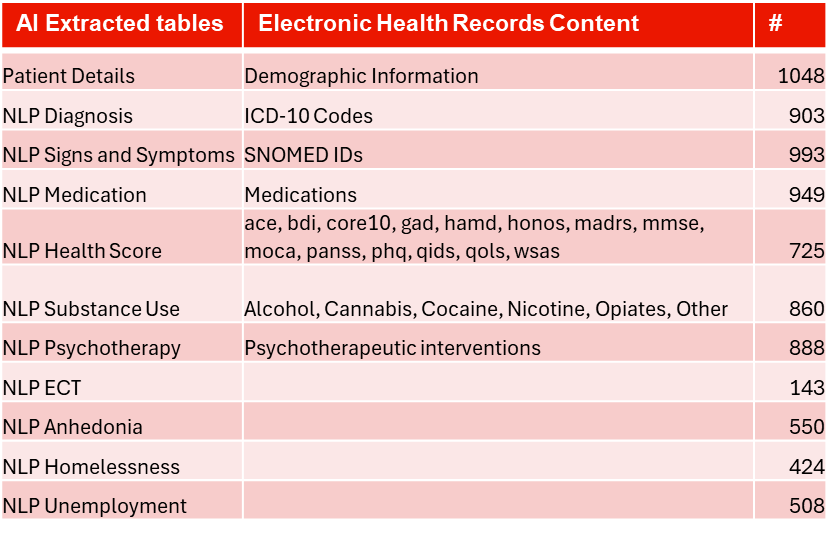 AI Extracted tables Electronic Health Records Content #
Patient Details Demographic Information 1048
NLP Diagnosis ICD-10 Codes 903
NLP Signs and Symptoms SNOMED IDs 993
NLP Medication Medications 949
ace, bdi, core10, gad, hamd, honos, madrs, mmse,
NLP Health Score moca, panss, phq, qids, qols, wsas 725
NLP Substance Use Alcohol, Cannabis, Cocaine, Nicotine, Opiates, Other 860
NLP Psychotherapy Psychotherapeutic interventions 888
NLP ECT 143
NLP Anhedonia 550
NLP Homelessness 424
NLP Unemployment 508